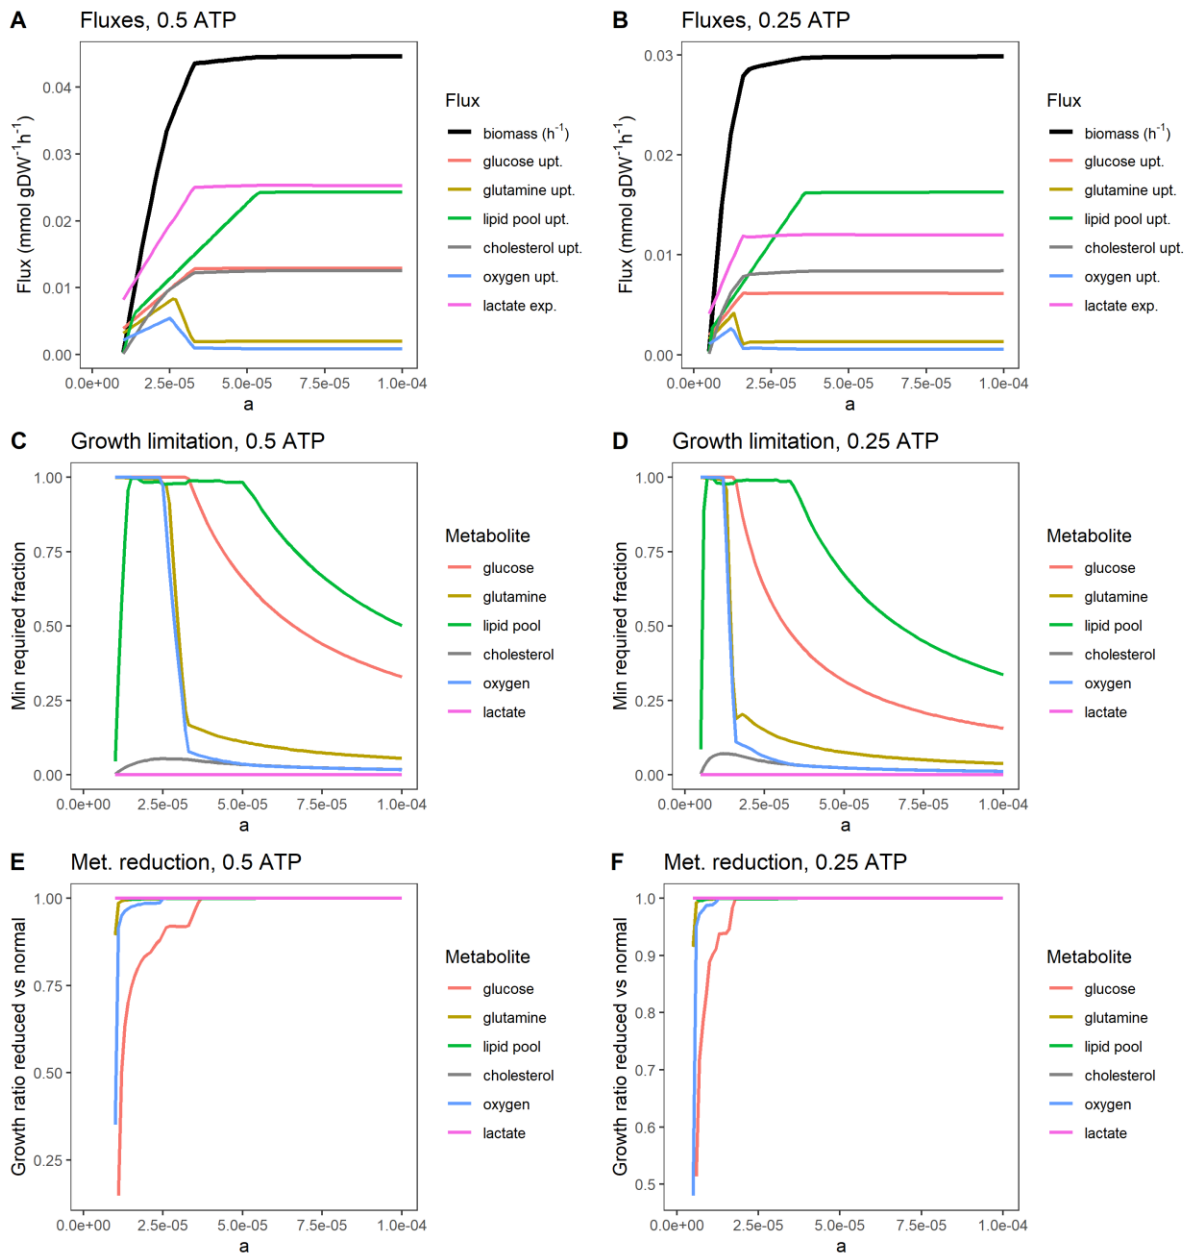 A Fluxes, 0.5 ATP
Flux (mmol gDW⁻¹h⁻¹)
0.04
0.03
0.02
0.01
0.00
0.0e+00 2.5e-05 5.0e-05 7.5e-05 1.0e-04
a
Flux
biomass (h⁻¹)
glucose upt.
glutamine upt.
lipid pool upt.
cholesterol upt.
oxygen upt.
lactate exp.
B Fluxes, 0.25 ATP
Flux (mmol gDW⁻¹h⁻¹)
0.03
0.02
0.01
0.00
0.0e+00 2.5e-05 5.0e-05 7.5e-05 1.0e-04
a
Flux
biomass (h⁻¹)
glucose upt.
glutamine upt.
lipid pool upt.
cholesterol upt.
oxygen upt.
lactate exp.
C Growth limitation, 0.5 ATP
Min required fraction
1.00
0.75
0.50
0.25
0.00
0.0e+00 2.5e-05 5.0e-05 7.5e-05 1.0e-04
a
Metabolite
glucose
glutamine
lipid pool
cholesterol
oxygen
lactate
D Growth limitation, 0.25 ATP
Min required fraction
1.00
0.75
0.50
0.25
0.00
0.0e+00 2.5e-05 5.0e-05 7.5e-05 1.0e-04
a
Metabolite
glucose
glutamine
lipid pool
cholesterol
oxygen
lactate
E Met. reduction, 0.5 ATP
Growth ratio reduced vs normal
1.00
0.75
0.50
0.25
0.0e+00 2.5e-05 5.0e-05 7.5e-05 1.0e-04
a
Metabolite
glucose
glutamine
lipid pool
cholesterol
oxygen
lactate
F Met. reduction, 0.25 ATP
Growth ratio reduced vs normal
1.0
0.9
0.8
0.7
0.6
0.5
0.0e+00 2.5e-05 5.0e-05 7.5e-05 1.0e-04
a
Metabolite
glucose
glutamine
lipid pool
cholesterol
oxygen
lactate